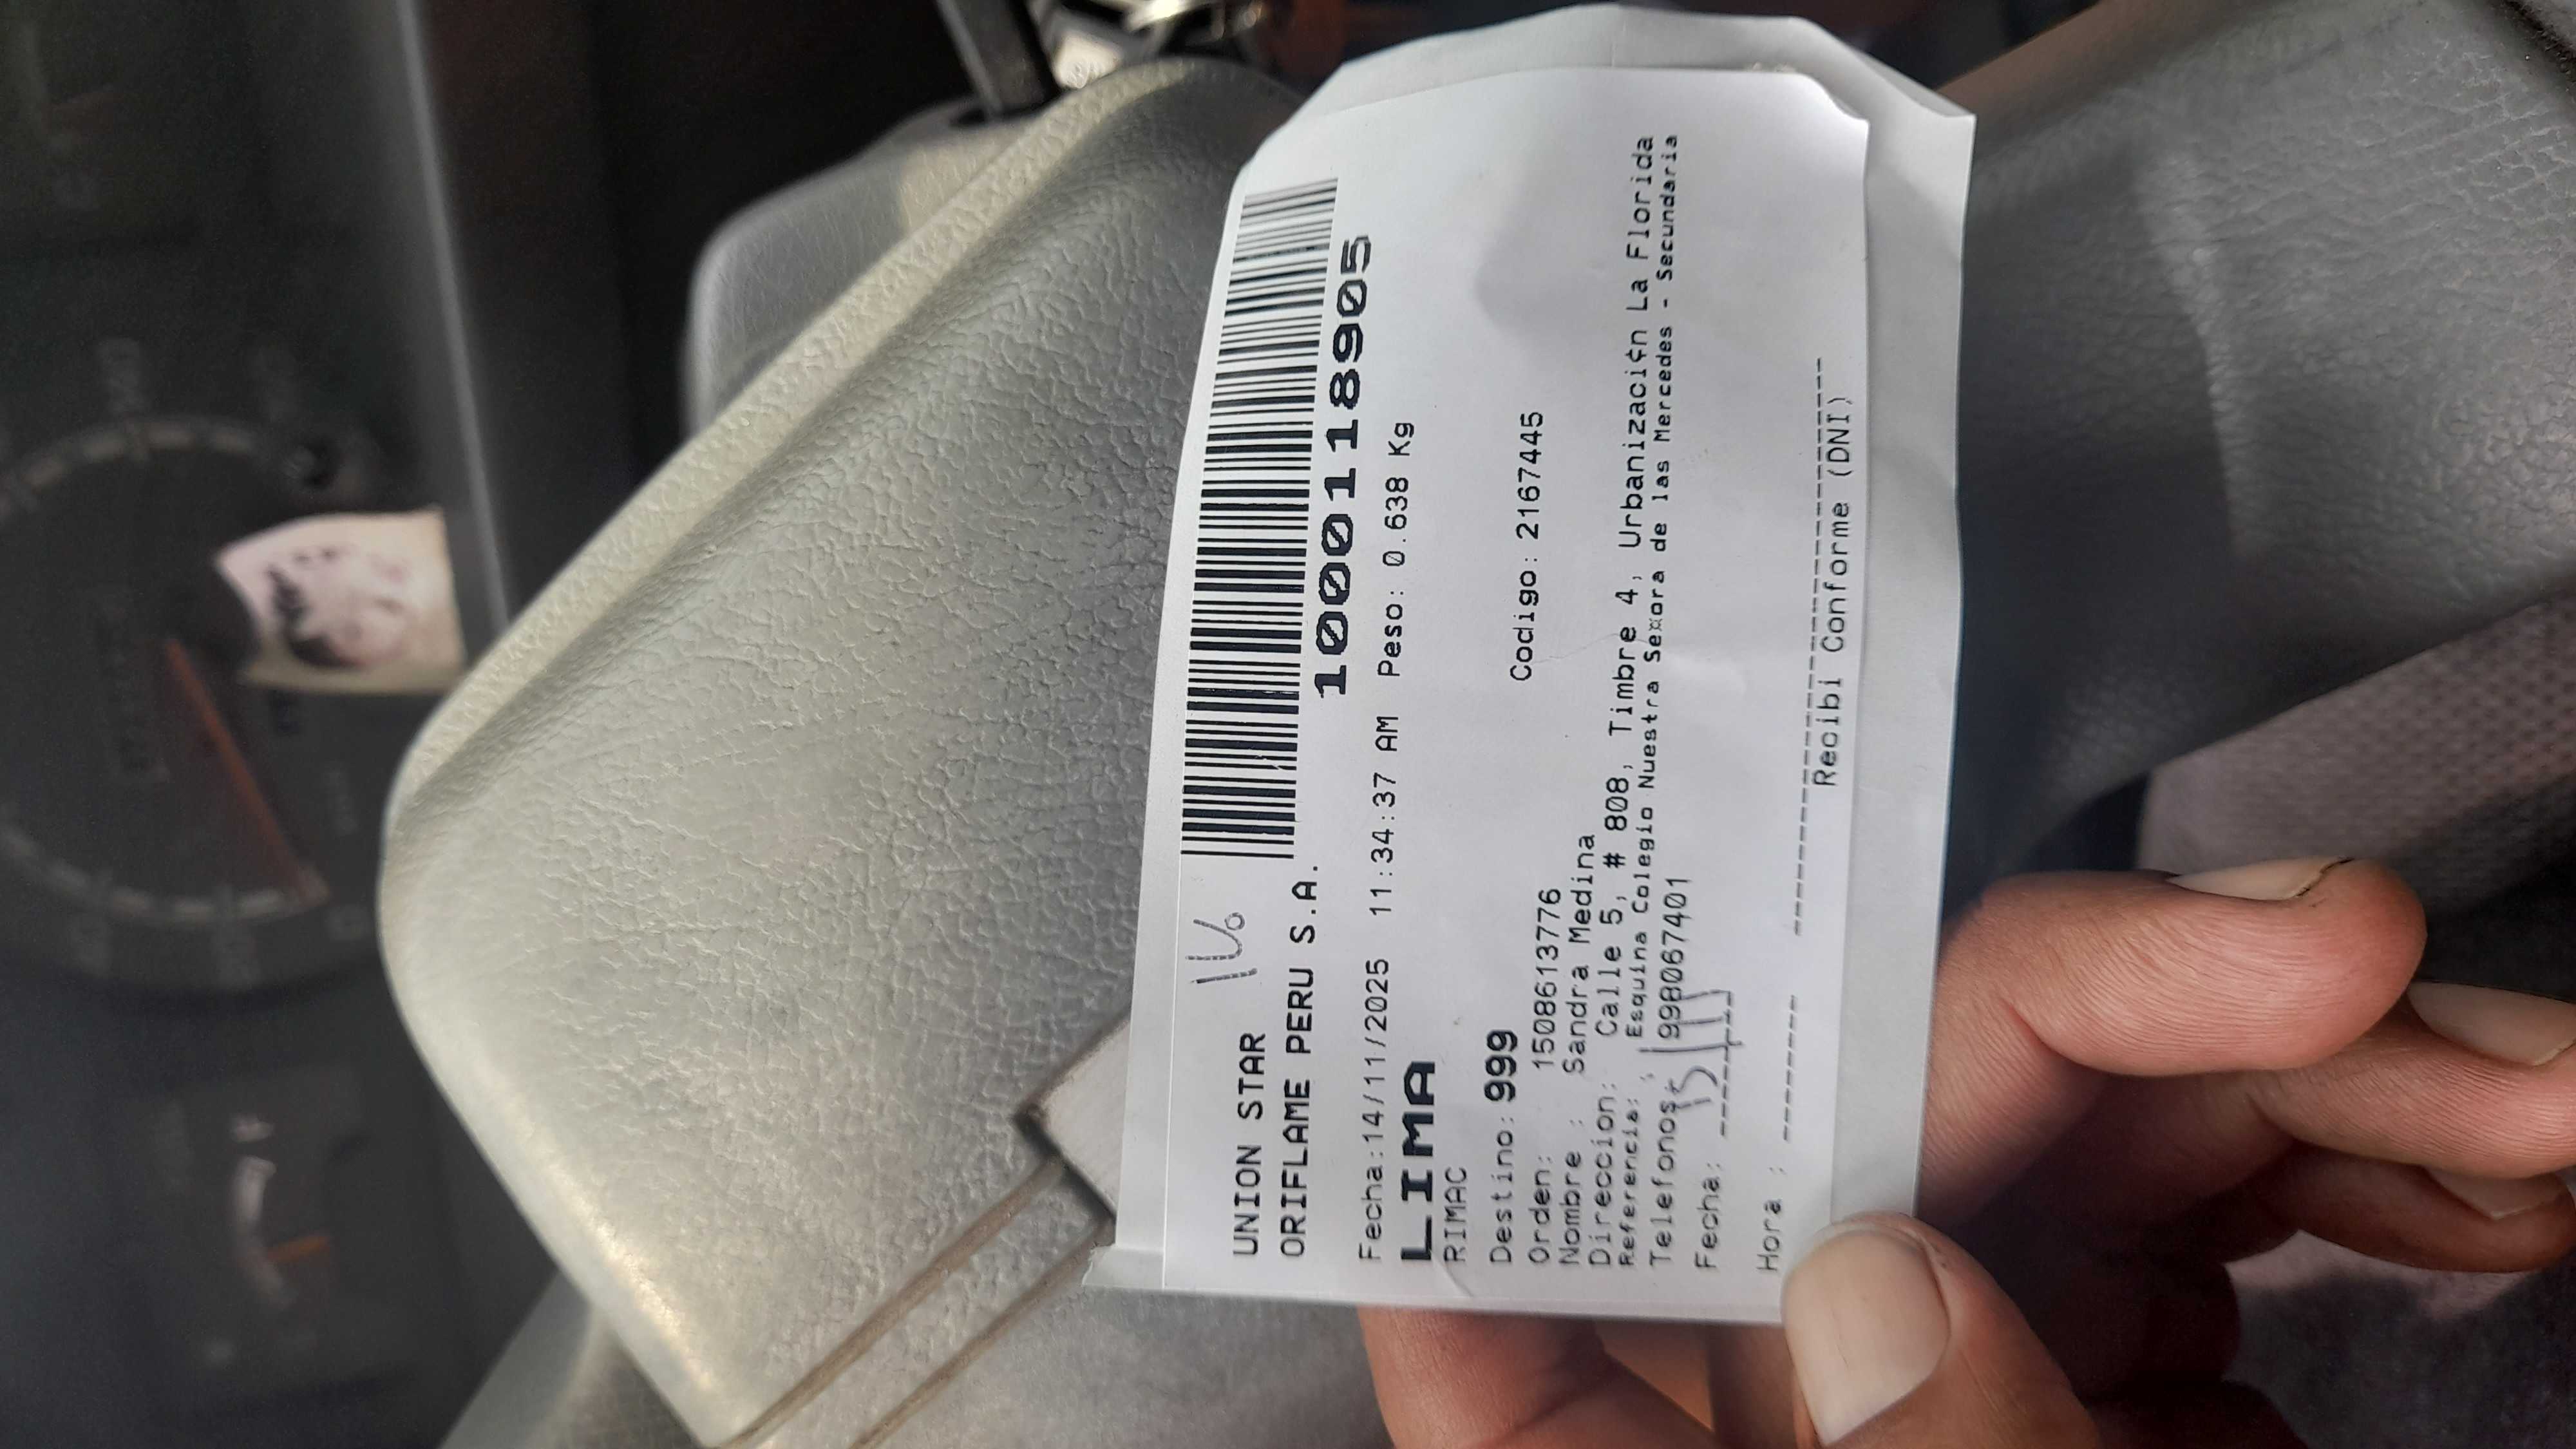 UNION STAR
ORIFLAME PERU S.A.
10001118905
Fecha:14/11/2025 11:34:37 AM Peso: 0.638 Kg
LIMA
RIMAC
Destino: 999 Codigo: 2167445
Orden: 1508613776
Nombre : Sandra Medina
Direccion: Calle 5, # 808, Timbre 4, Urbanizaci¢n La Florida
Referencia: Esquina Colegio Nuestra Se¤ora de las Mercedes - Secundaria
Telefonos: 998067401
Fecha:
Hora :
Recibi Conforme (DNI)